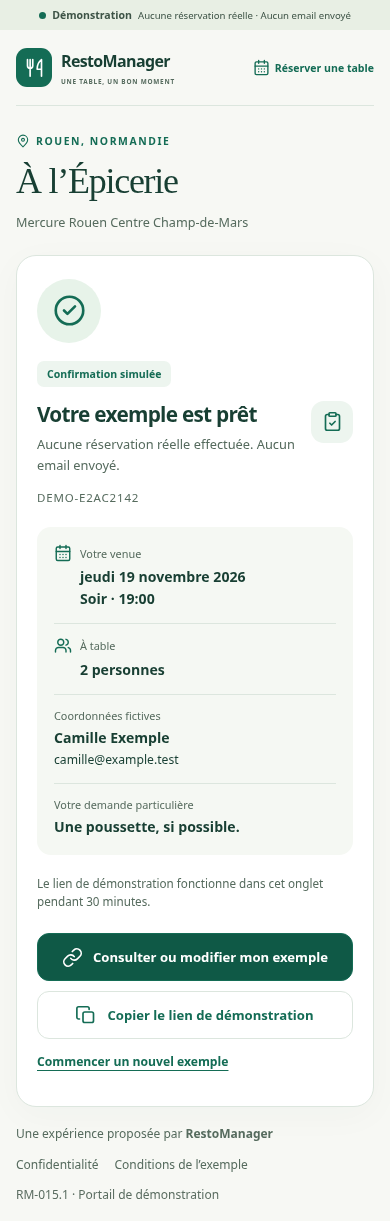 Démonstration Aucune réservation réelle · Aucun email envoyé
RestoManager
UNE TABLE, UN BON MOMENT
Réserver une table
ROUEN, NORMANDIE
À l’Épicerie
Mercure Rouen Centre Champ-de-Mars
Confirmation simulée
Votre exemple est prêt
Aucune réservation réelle effectuée. Aucun
email envoyé.
DEMO-E2AC2142
Votre venue
jeudi 19 novembre 2026
Soir · 19:00
À table
2 personnes
Coordonnées fictives
Camille Exemple
camille@example.test
Votre demande particulière
Une poussette, si possible.
Le lien de démonstration fonctionne dans cet onglet
pendant 30 minutes.
Consulter ou modifier mon exemple
Copier le lien de démonstration
Commencer un nouvel exemple
Une expérience proposée par RestoManager
Confidentialité Conditions de l’exemple
RM-015.1 · Portail de démonstration